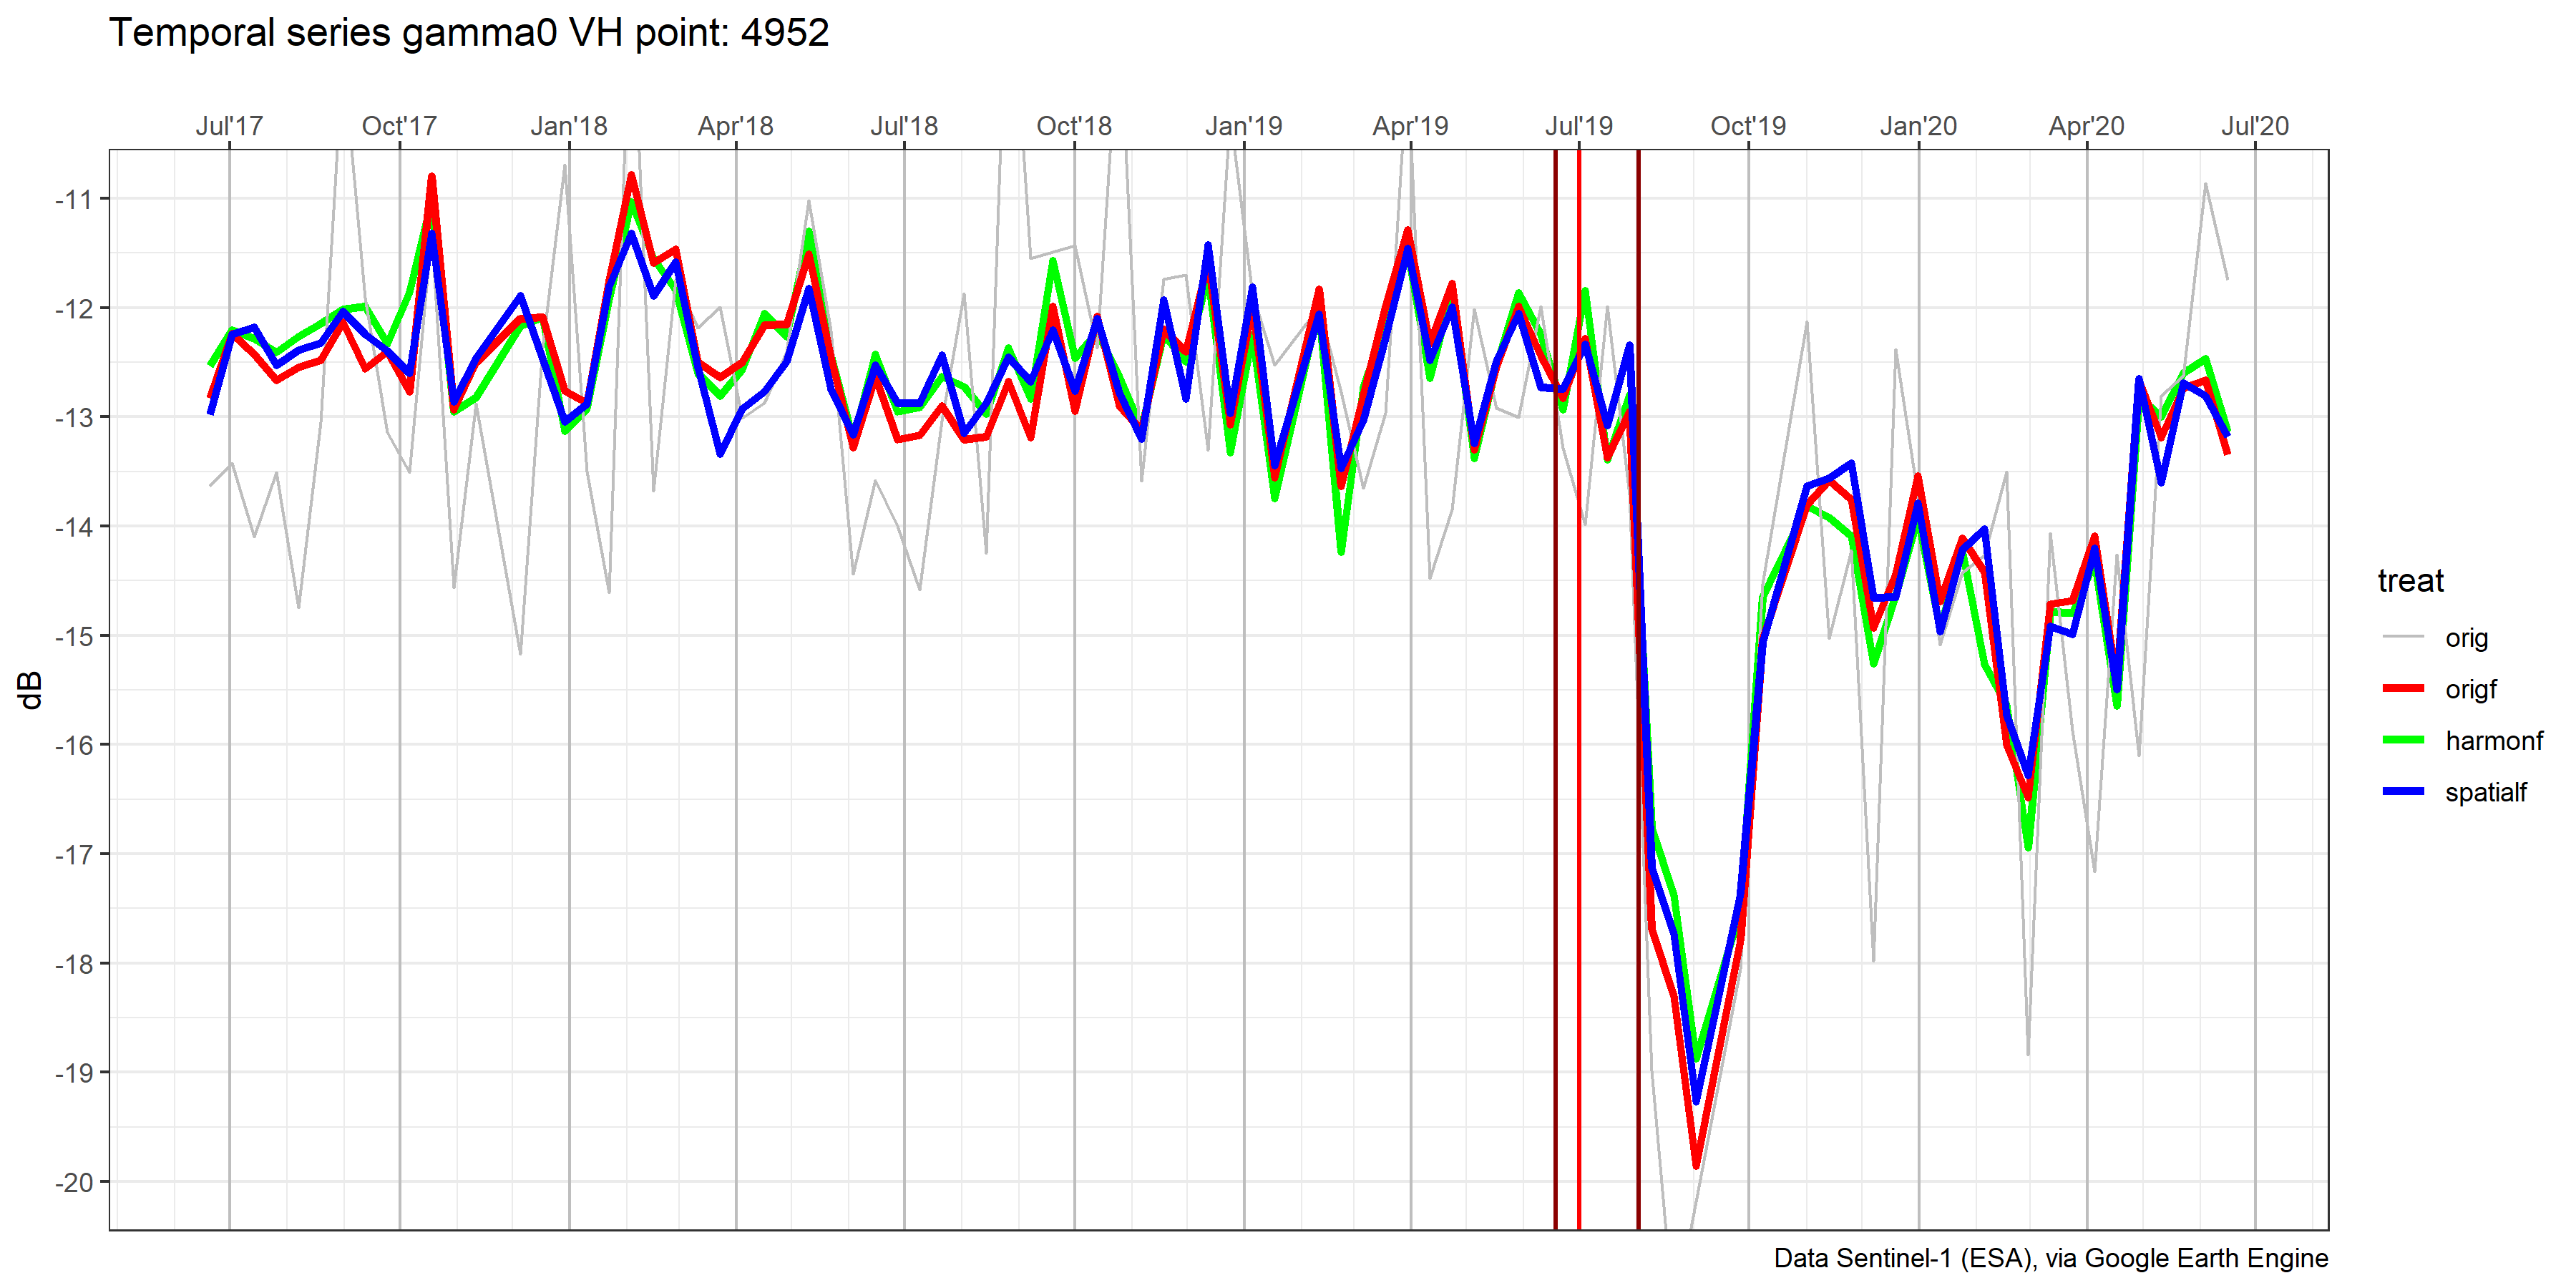 Temporal series gamma0 VH point: 4952
Jul'17 Oct'17 Jan'18 Apr'18 Jul'18 Oct'18 Jan'19 Apr'19 Jul'19 Oct'19 Jan'20 Apr'20 Jul'20
-11
-12
-13
-14
-15
-16
-17
-18
-19
-20
dB
treat
orig
origf
harmonf
spatialf
Data Sentinel-1 (ESA), via Google Earth Engine